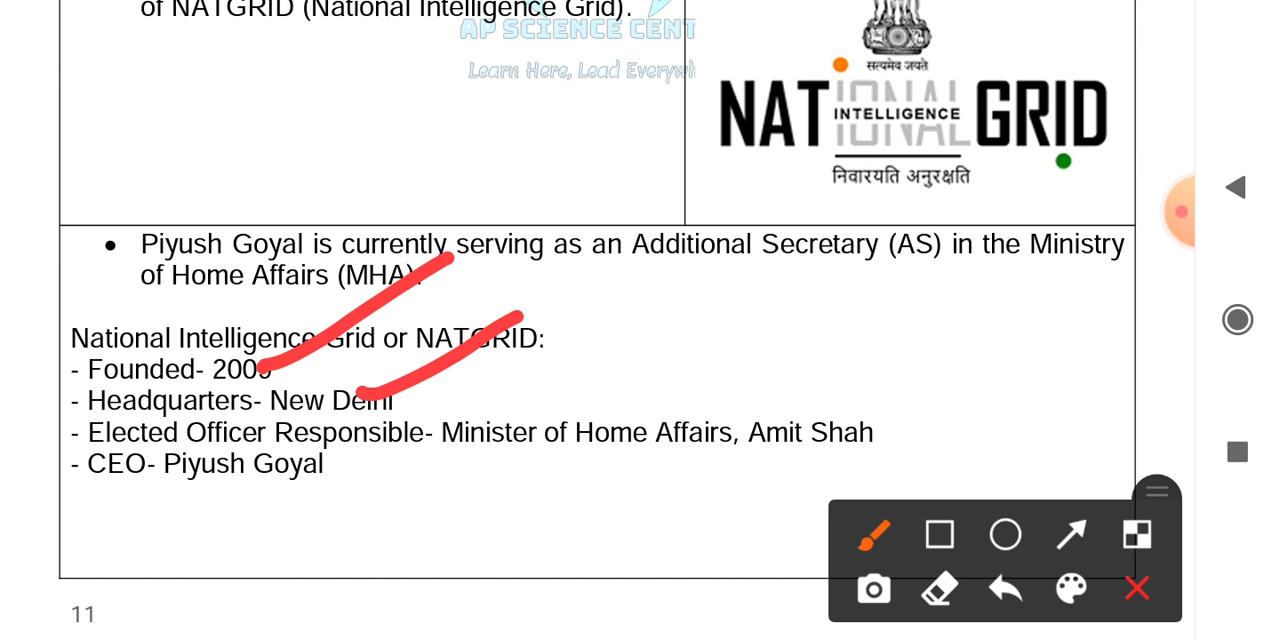 of NATGRID (National Intelligence Grid).
AP SCIENCE CENT
Learn Here, Lead Everywh
सत्यमेव जयते
NATIONAL GRID
INTELLIGENCE
निवारयति अनुरक्षति
• Piyush Goyal is currently serving as an Additional Secretary (AS) in the Ministry
of Home Affairs (MHA).
National Intelligence Grid or NATGRID:
- Founded- 2009
- Headquarters- New Delhi
- Elected Officer Responsible- Minister of Home Affairs, Amit Shah
- CEO- Piyush Goyal
11